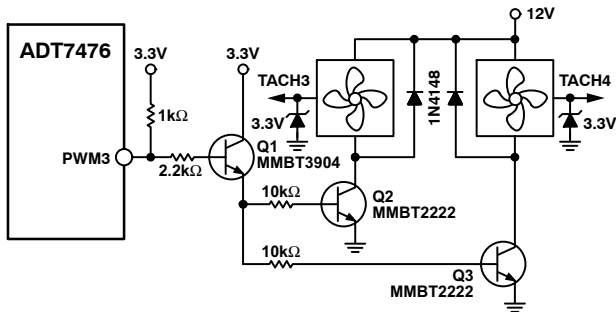 12V
ADT7476
3.3V
3.3V
TACH3
TACH4
1N4148
1kΩ
3.3V
3.3V
Q1
MMBT3904
PWM3
2.2kΩ
10kΩ
Q2
MMBT2222
10kΩ
Q3
MMBT2222